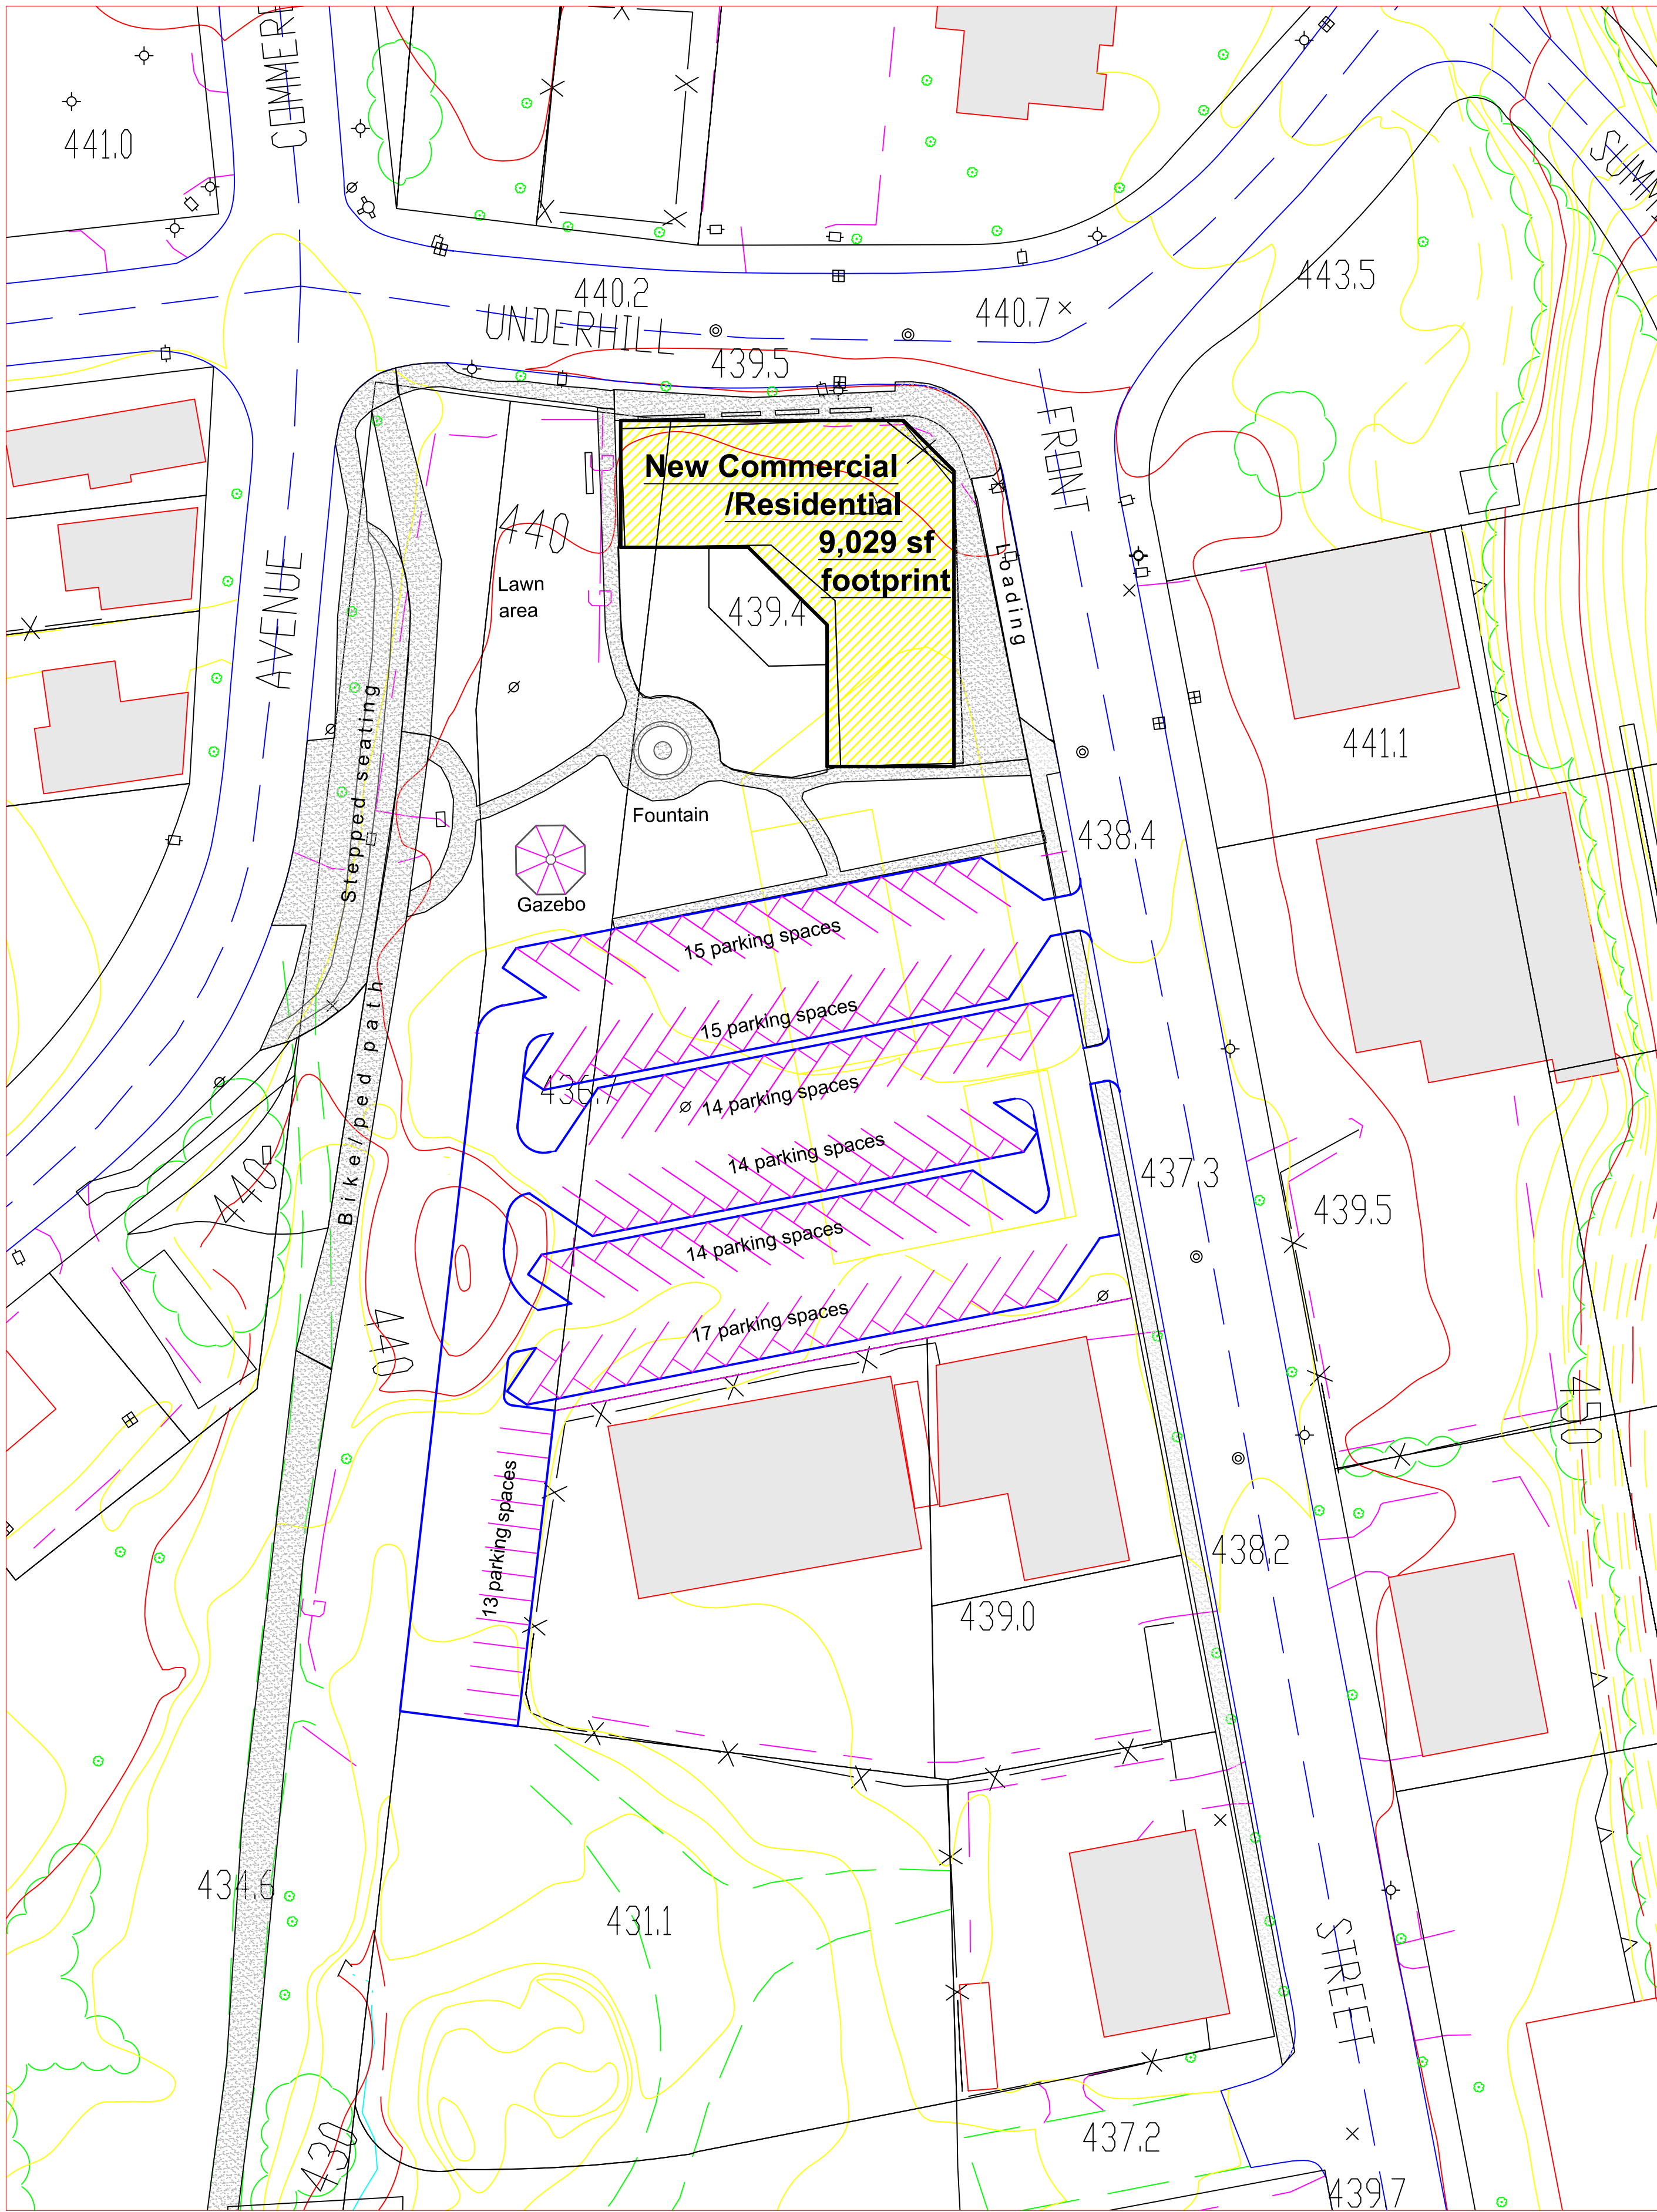 COMMER
441.0
SUMM
443.5
440.2
UNDERHILL
440.7
439.5
FRONT
New Commercial
/Residential
9,029 sf
footprint
G
440
Lawn
area
G
439.4
Loading
AVENUE
Stepped seating
441.1
Fountain
438.4
Gazebo
15 parking spaces
15 parking spaces
436.7
14 parking spaces
Bike/ped path
14 parking spaces
437.3
440
439.5
14 parking spaces
17 parking spaces
440
450
13 parking spaces
438.2
G
439.0
434.6
431.1
STREET
430
437.2
439.7